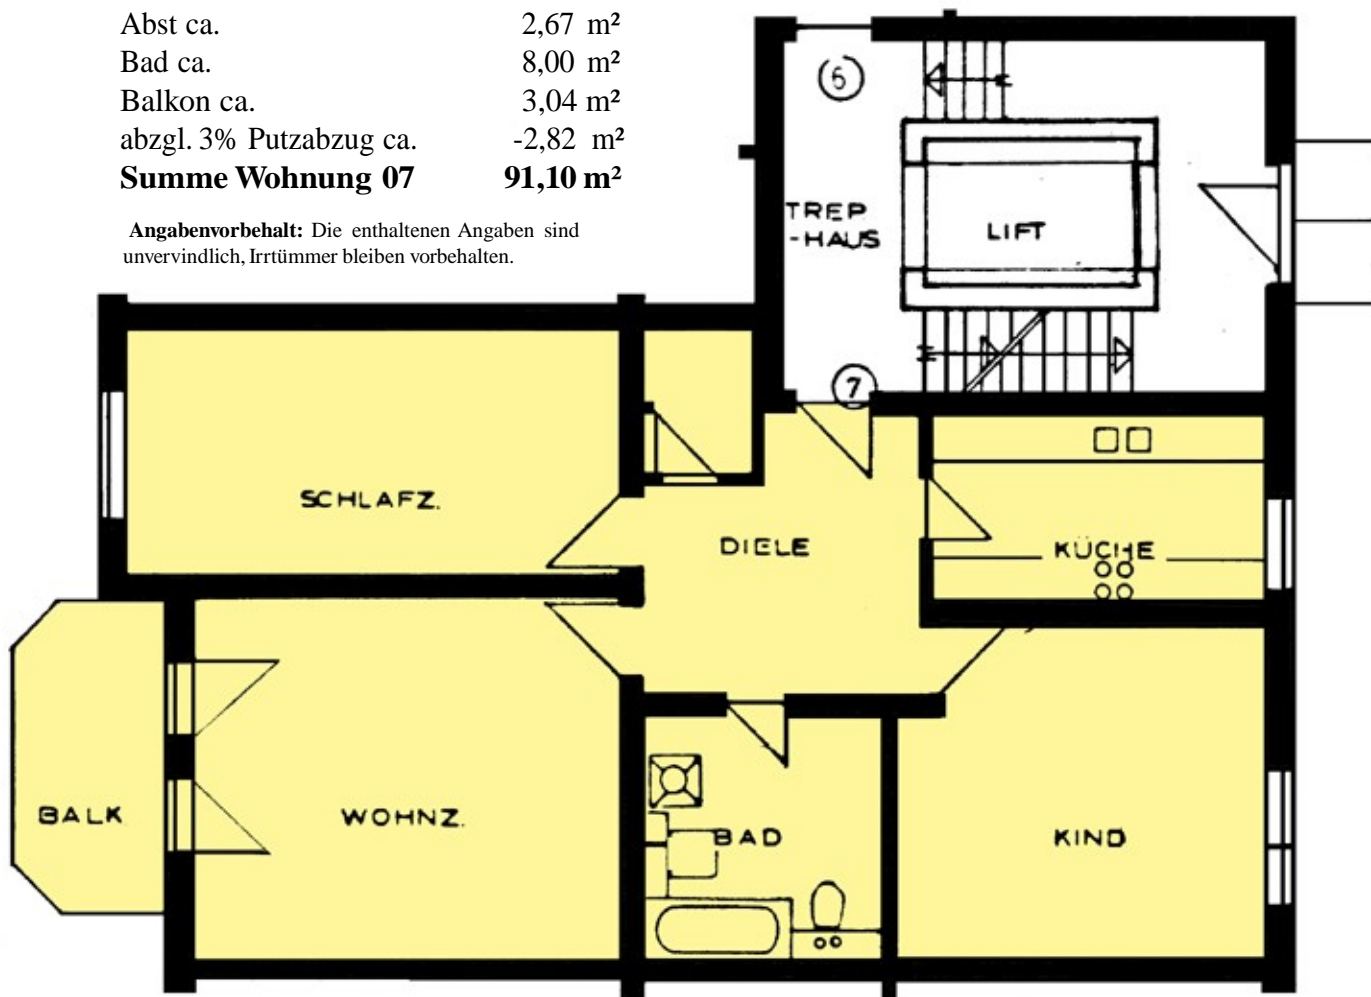 Abst ca. 2,67 m²
Bad ca. 8,00 m²
Balkon ca. 3,04 m²
abzgl. 3% Putzabzug ca. -2,82 m²
Summe Wohnung 07 91,10 m²
Angabenvorbehalt: Die enthaltenen Angaben sind
unvervindlich, Irrtümmer bleiben vorbehalten.
6
TREP
-HAUS
LIFT
7
SCHLAFZ.
DIELE
KÜCHE
BALK
WOHNZ.
BAD
KIND